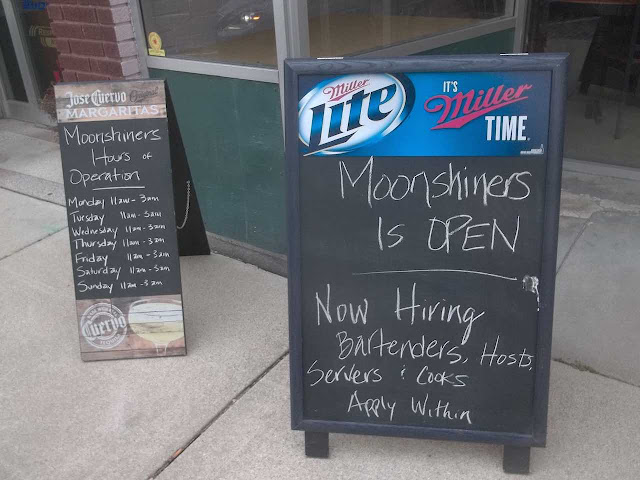 Jose Cuervo
MARGARITAS
Moonshiners
Hours of
Operation
Monday 11am - 3am
Tuesday 11am - 3am
Wednesday 11am - 3am
Thursday 11am - 3am
Friday 11am - 3am
Saturday 11am - 3am
Sunday 11am - 3am
Cuervo
Miller
Lite
IT'S
Miller
TIME.
Moonshiners
Is OPEN
Now Hiring
Bartenders, Hosts,
Servers & Cooks
Apply Within